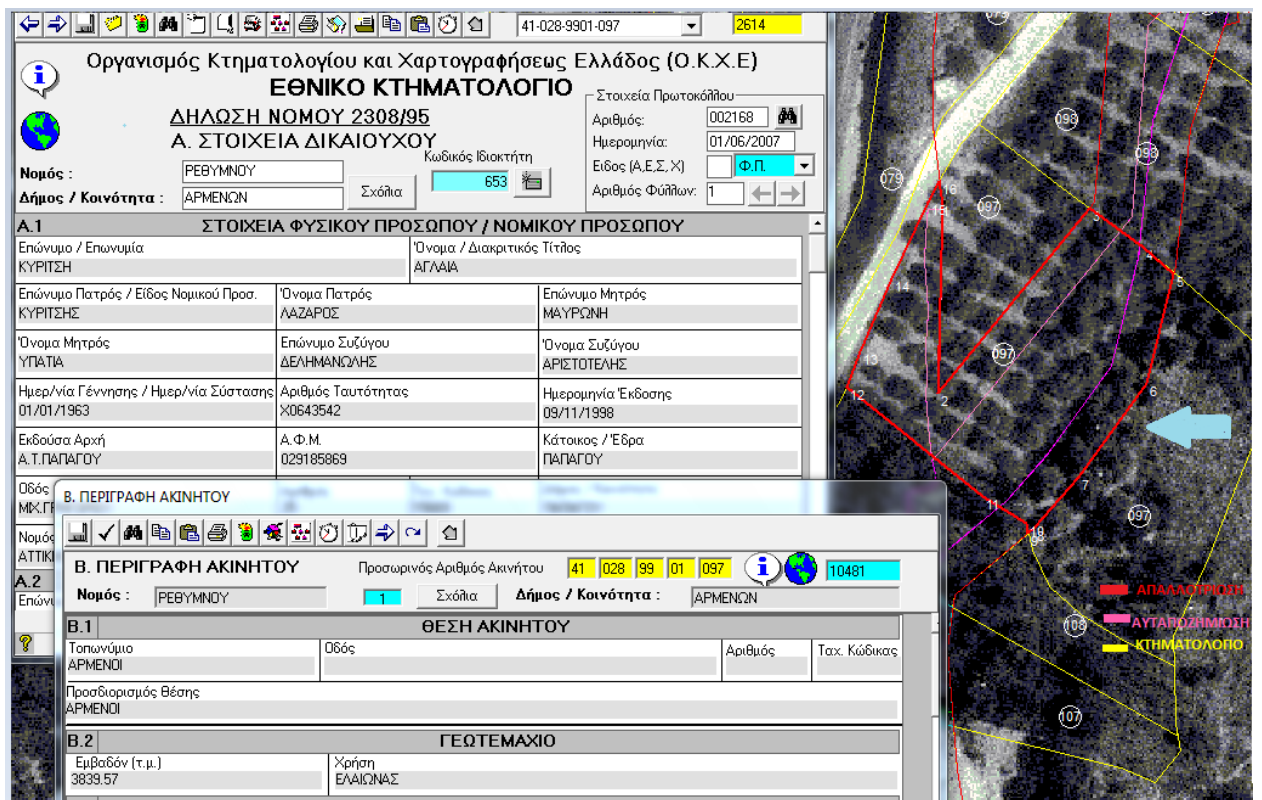 41-028-9901-097
2614
Οργανισμός Κτηματολογίου και Χαρτογραφήσεως Ελλάδος (Ο.Κ.Χ.Ε)
ΕΘΝΙΚΟ ΚΤΗΜΑΤΟΛΟΓΙΟ
ΔΗΛΩΣΗ ΝΟΜΟΥ 2308/95
Α. ΣΤΟΙΧΕΙΑ ΔΙΚΑΙΟΥΧΟΥ
Στοιχεία Πρωτοκόλλου
Αριθμός: 002168
Ημερομηνία: 01/06/2007
Ειδος (Α,Ε,Σ, Χ) Φ.Π.
Αριθμός Φύλλων: 1
Κωδικός Ιδιοκτήτη
653
Νομός : ΡΕΘΥΜΝΟΥ
Σχόλια
Δήμος / Κοινότητα : ΑΡΜΕΝΩΝ
A.1 ΣΤΟΙΧΕΙΑ ΦΥΣΙΚΟΥ ΠΡΟΣΩΠΟΥ / ΝΟΜΙΚΟΥ ΠΡΟΣΩΠΟΥ
Επώνυμο / Επωνυμία Όνομα / Διακριτικός Τίτλος
ΚΥΡΙΤΣΗ ΑΓΛΑΙΑ
Επώνυμο Πατρός / Είδος Νομικού Προσ. Όνομα Πατρός Επώνυμο Μητρός
ΚΥΡΙΤΣΗΣ ΛΑΖΑΡΟΣ ΜΑΥΡΩΝΗ
Όνομα Μητρός Επώνυμο Συζύγου Όνομα Συζύγου
ΥΠΑΤΙΑ ΔΕΛΗΜΑΝΩΛΗΣ ΑΡΙΣΤΟΤΕΛΗΣ
Ημερ/νία Γέννησης / Ημερ/νία Σύστασης Αριθμός Ταυτότητας Ημερομηνία Έκδοσης
01/01/1963 Χ0643542 09/11/1998
Εκδούσα Αρχή Α.Φ.Μ. Κάτοικος / Έδρα
Α.Τ.ΠΑΠΑΓΟΥ 029185869 ΠΑΠΑΓΟΥ
Οδός
Νομός
ΑΤΤΙΚΗ
A.2
Β. ΠΕΡΙΓΡΑΦΗ ΑΚΙΝΗΤΟΥ
Β. ΠΕΡΙΓΡΑΦΗ ΑΚΙΝΗΤΟΥ Προσωρινός Αριθμός Ακινήτου 41 028 99 01 097 10481
Νομός : ΡΕΘΥΜΝΟΥ 1 Σχόλια Δήμος / Κοινότητα : ΑΡΜΕΝΩΝ
B.1 ΘΕΣΗ ΑΚΙΝΗΤΟΥ
Τοπωνύμιο Οδός Αριθμός Ταχ. Κώδικας
ΑΡΜΕΝΟΙ
Προσδιορισμός Θέσης
ΑΡΜΕΝΟΙ
B.2 ΓΕΩΤΕΜΑΧΙΟ
Εμβαδόν (τ.μ.) Χρήση
3839.57 ΕΛΑΙΩΝΑΣ
098
098
079
16
097
3
4
5
14
13
097
12
2
6
7
11
097
108
107
ΑΠΑΛΛΟΤΡΙΩΣΗ
ΑΥΤΑΠΟΖΗΜΙΩΣΗ
ΚΤΗΜΑΤΟΛΟΓΙΟ